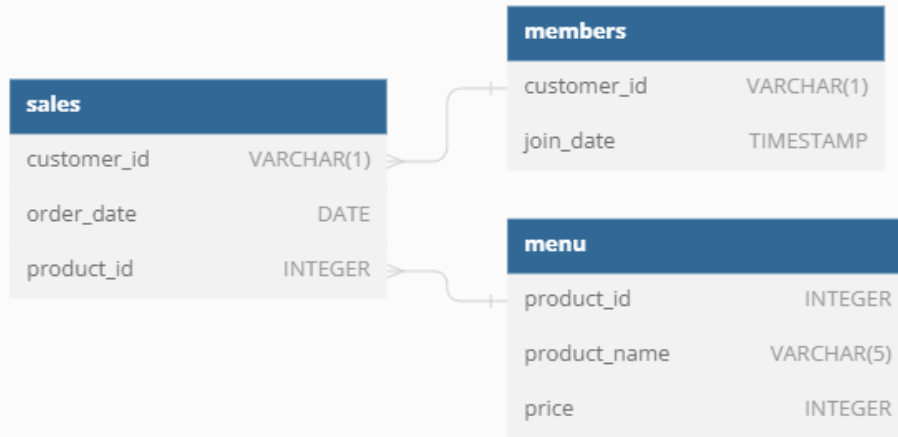 sales
customer_id VARCHAR(1)
order_date DATE
product_id INTEGER
members
customer_id VARCHAR(1)
join_date TIMESTAMP
menu
product_id INTEGER
product_name VARCHAR(5)
price INTEGER